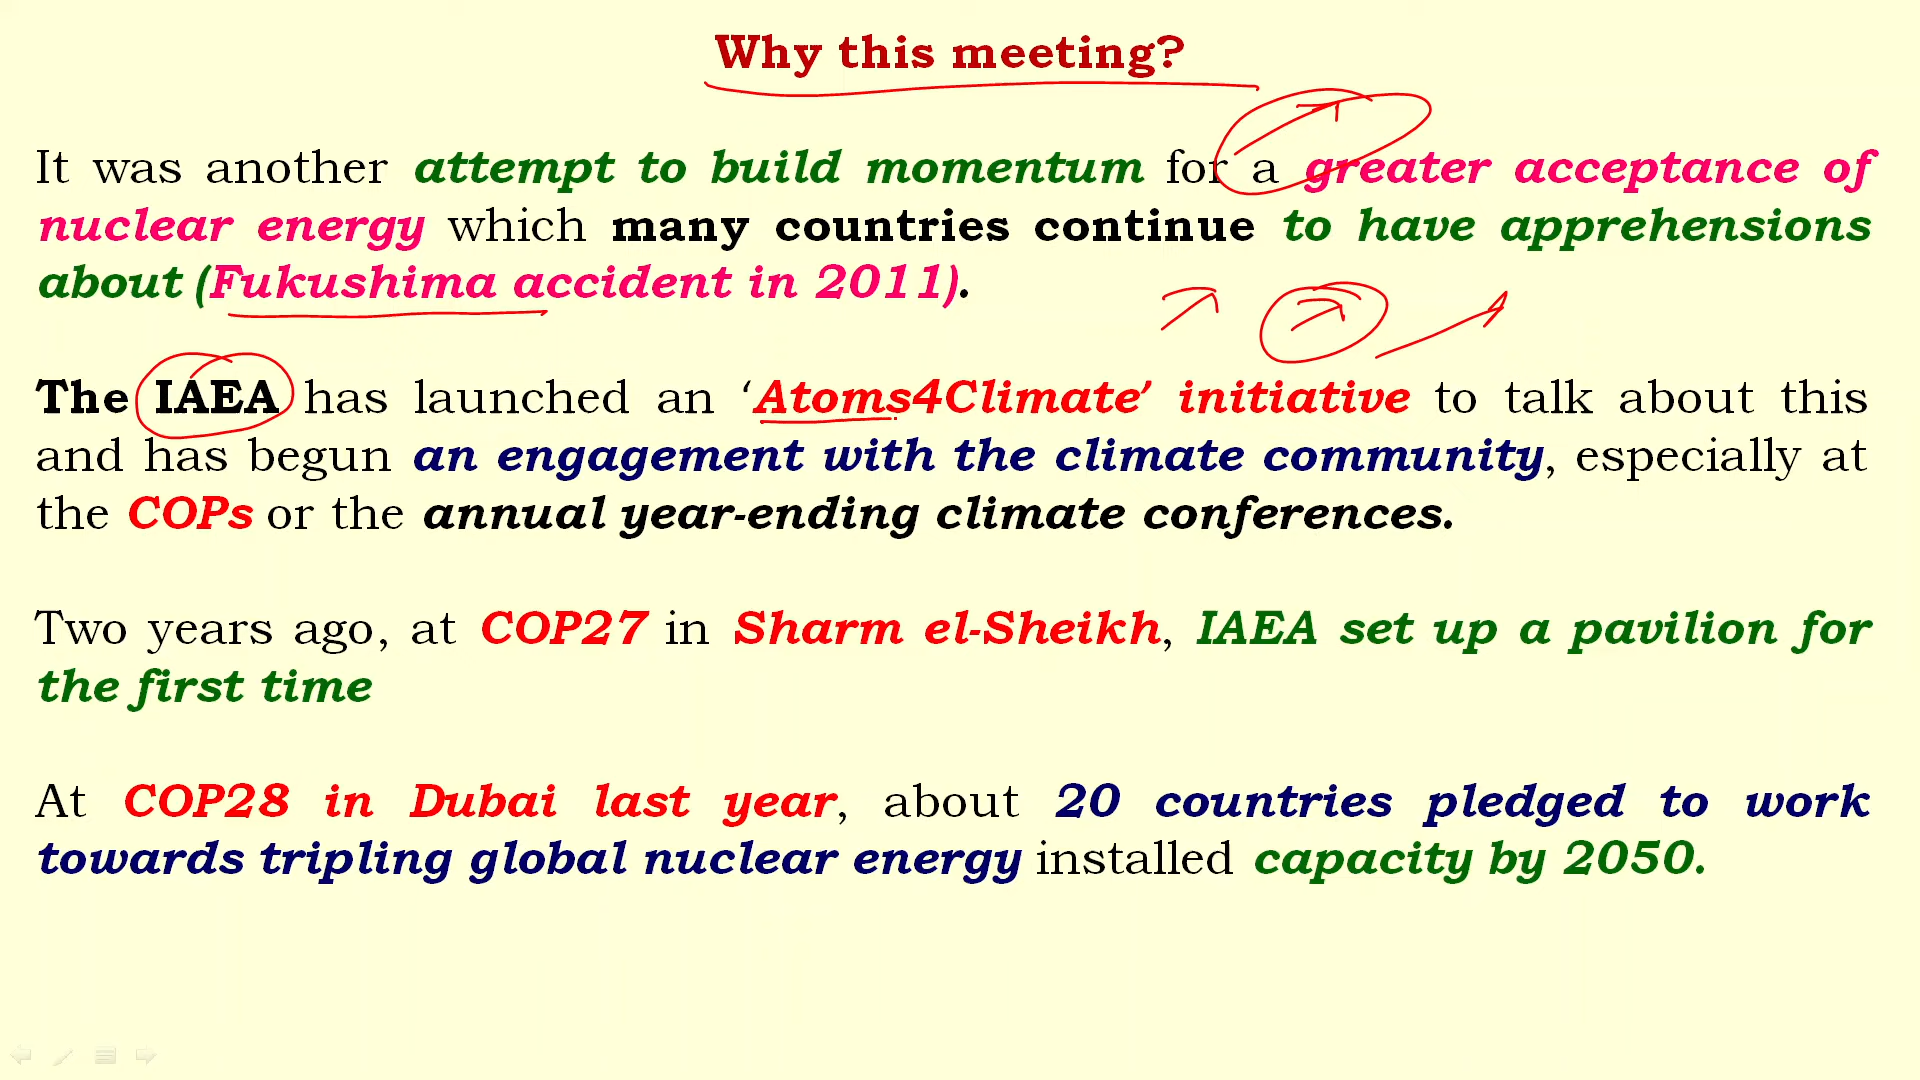 Why this meeting?
It was another attempt to build momentum for a greater acceptance of
nuclear energy which many countries continue to have apprehensions
about (Fukushima accident in 2011).
The IAEA has launched an ‘Atoms4Climate’ initiative to talk about this
and has begun an engagement with the climate community, especially at
the COPs or the annual year-ending climate conferences.
Two years ago, at COP27 in Sharm el-Sheikh, IAEA set up a pavilion for
the first time
At COP28 in Dubai last year, about 20 countries pledged to work
towards tripling global nuclear energy installed capacity by 2050.